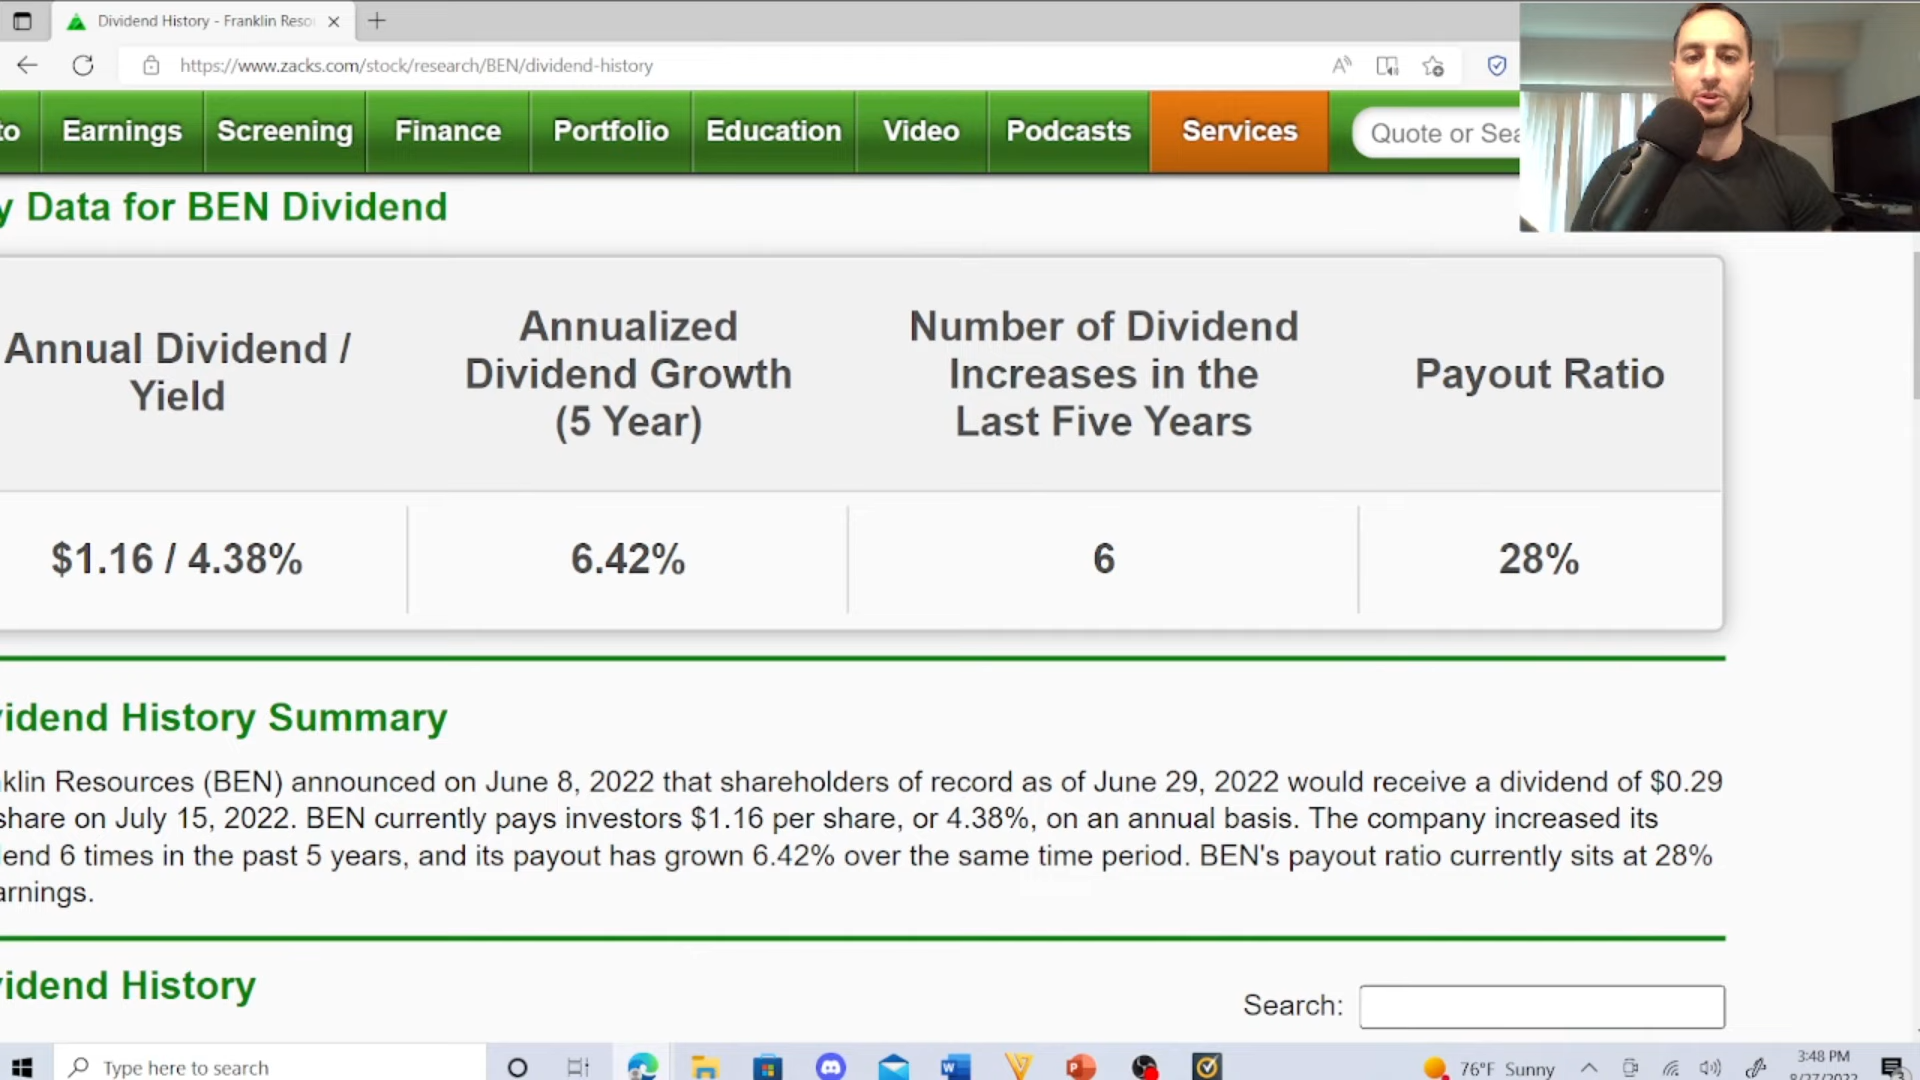 Dividend History - Franklin Reso
https://www.zacks.com/stock/research/BEN/dividend-history
to Earnings Screening Finance Portfolio Education Video Podcasts Services Quote or Sea
y Data for BEN Dividend
Annual Dividend /
Yield
Annualized
Dividend Growth
(5 Year)
Number of Dividend
Increases in the
Last Five Years
Payout Ratio
$1.16 / 4.38%
6.42%
6
28%
vidend History Summary
klin Resources (BEN) announced on June 8, 2022 that shareholders of record as of June 29, 2022 would receive a dividend of $0.29
share on July 15, 2022. BEN currently pays investors $1.16 per share, or 4.38%, on an annual basis. The company increased its
lend 6 times in the past 5 years, and its payout has grown 6.42% over the same time period. BEN's payout ratio currently sits at 28%
arnings.
vidend History
Search:
Type here to search
76°F Sunny
3:48 PM